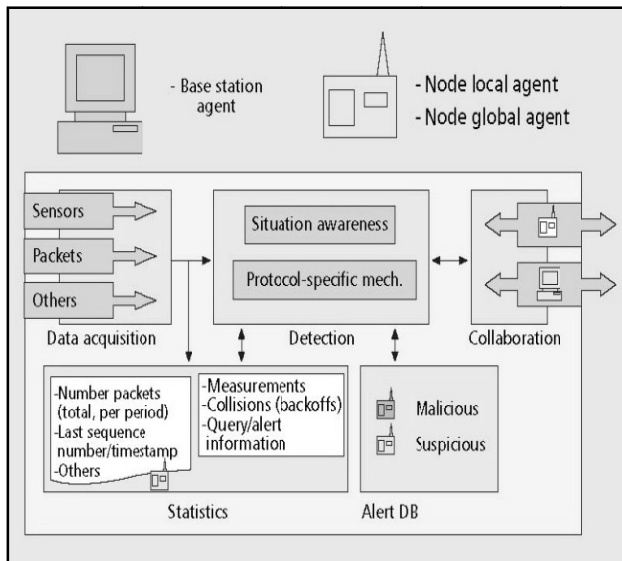 - Base station
agent
- Node local agent
- Node global agent
Sensors
Packets
Others
Data acquisition
Situation awareness
Protocol-specific mech.
Detection
Collaboration
-Number packets
(total, per period)
-Last sequence
number/timestamp
-Others
-Measurements
-Collisions (backoffs)
-Query/alert
information
Statistics
Malicious
Suspicious
Alert DB